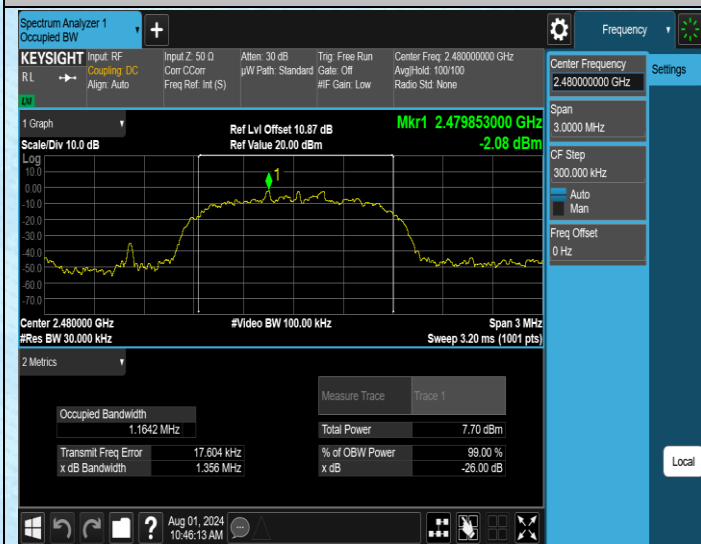 Spectrum Analyzer 1
Occupied BW
Frequency
KEYSIGHT
R L
LM
Input: RF
Coupling: DC
Align: Auto
Input Z: 50 Ω
Corr CCorr
Freq Ref: Int (S)
Atten: 30 dB
µW Path: Standard
Trig: Free Run
Gate: Off
#IF Gain: Low
Center Freq: 2.480000000 GHz
Avg|Hold: 100/100
Radio Std: None
Center Frequency
2.480000000 GHz
Settings
Span
3.0000 MHz
CF Step
300.000 kHz
Auto
Man
Freq Offset
0 Hz
1 Graph
Scale/Div 10.0 dB
Ref Lvl Offset 10.87 dB
Ref Value 20.00 dBm
Mkr1 2.479853000 GHz
-2.08 dBm
Log
10.0
0.00
-10.0
-20.0
-30.0
-40.0
-50.0
-60.0
-70.0
1
Center 2.480000 GHz
#Res BW 30.000 kHz
#Video BW 100.00 kHz
Span 3 MHz
Sweep 3.20 ms (1001 pts)
2 Metrics
Measure Trace Trace 1
Occupied Bandwidth
1.1642 MHz
Total Power 7.70 dBm
Transmit Freq Error 17.604 kHz
x dB Bandwidth 1.356 MHz
% of OBW Power 99.00 %
x dB -26.00 dB
Local
Aug 01, 2024
10:46:13 AM